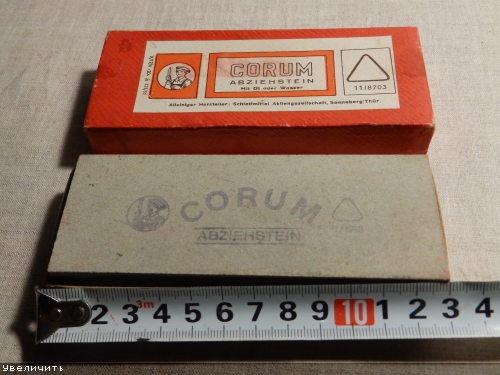 CORUM
ABZIEHSTEIN
Mit Öl oder Wasser
11/8703
Alleiniger Hersteller: Schleifmittel Aktiengesellschaft, Sonneberg/Thür.
CORUM
ABZIEHSTEIN
2 3m 3 4 5 6 7 8 9 10 1 2 3 4
Увеличить